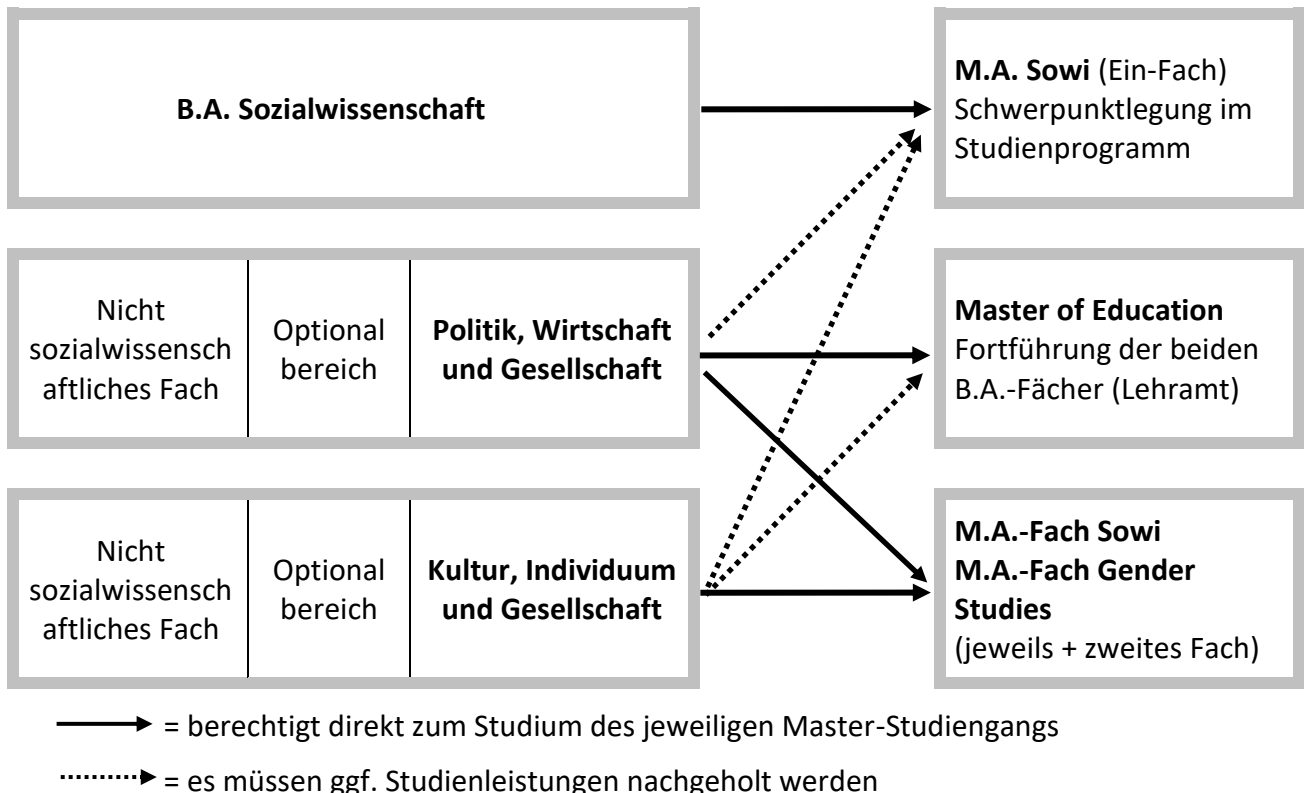 B.A. Sozialwissenschaft
M.A. Sowi (Ein-Fach)
Schwerpunktlegung im
Studienprogramm
Nicht
sozialwissensch
aftliches Fach
Optional
bereich
Politik, Wirtschaft
und Gesellschaft
Master of Education
Fortführung der beiden
B.A.-Fächer (Lehramt)
Nicht
sozialwissensch
aftliches Fach
Optional
bereich
Kultur, Individuum
und Gesellschaft
M.A.-Fach Sowi
M.A.-Fach Gender
Studies
(jeweils + zweites Fach)
= berechtigt direkt zum Studium des jeweiligen Master-Studiengangs
= es müssen ggf. Studienleistungen nachgeholt werden